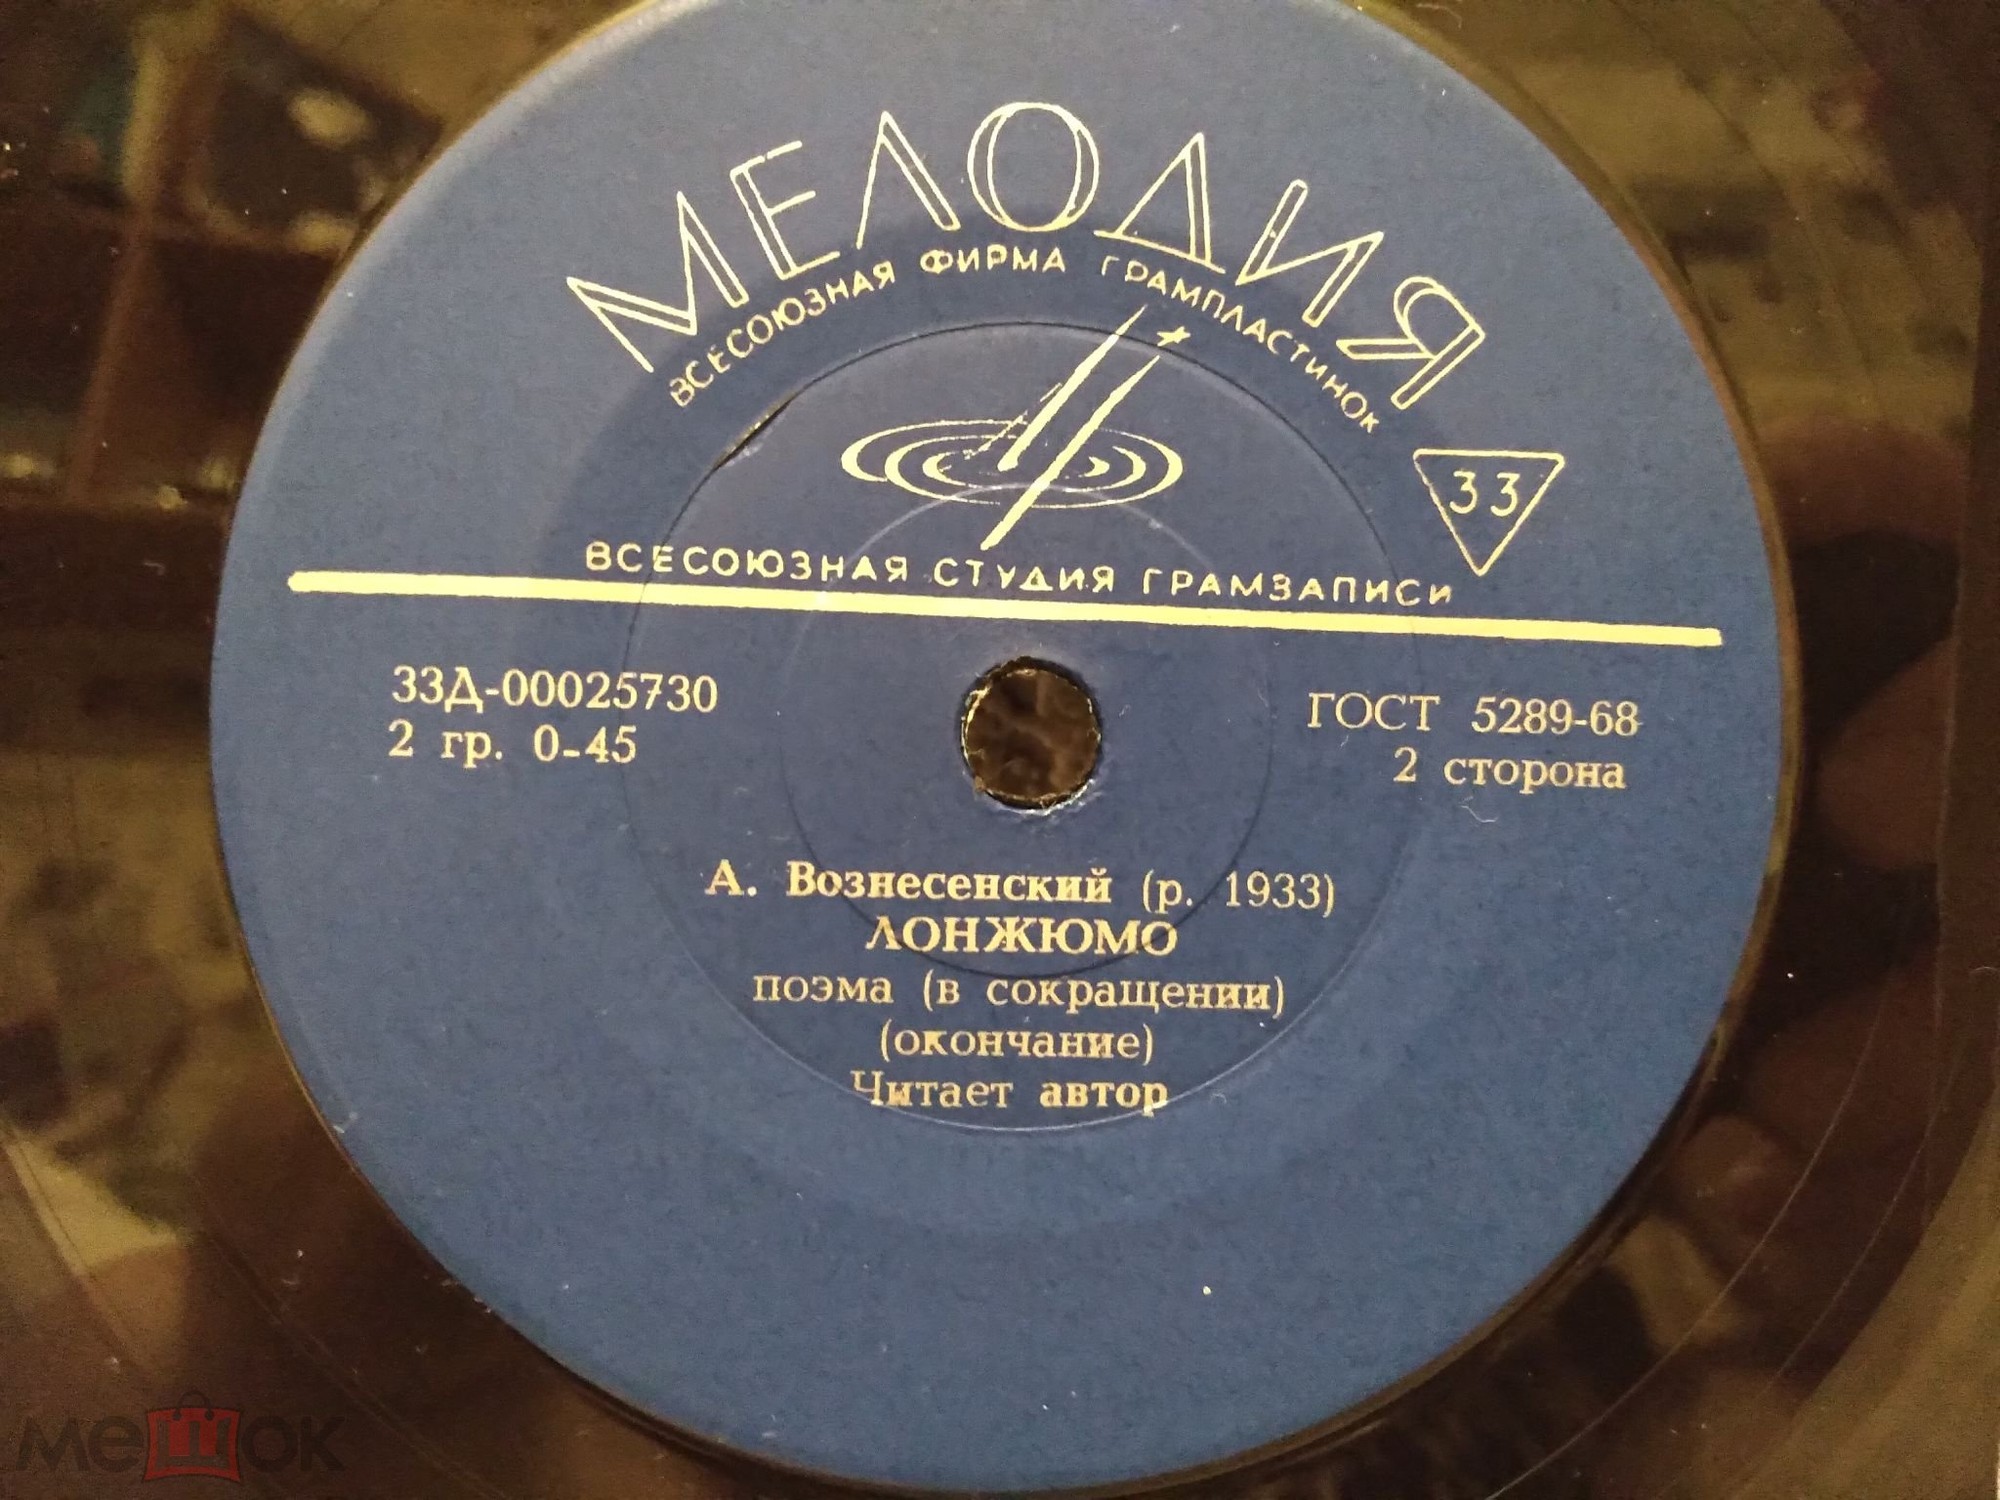 МЕЛОДИЯ
ВСЕСОЮЗНАЯ ФИРМА ГРАМПЛАСТИНОК
33
ВСЕСОЮЗНАЯ СТУДИЯ ГРАМЗАПИСИ
33Д-00025730
ГОСТ 5289-68
2 гр. 0-45
2 сторона
А. Вознесенский (р. 1933)
ЛОНЖЮМО
поэма (в сокращении)
(окончание)
Читает автор
мешок